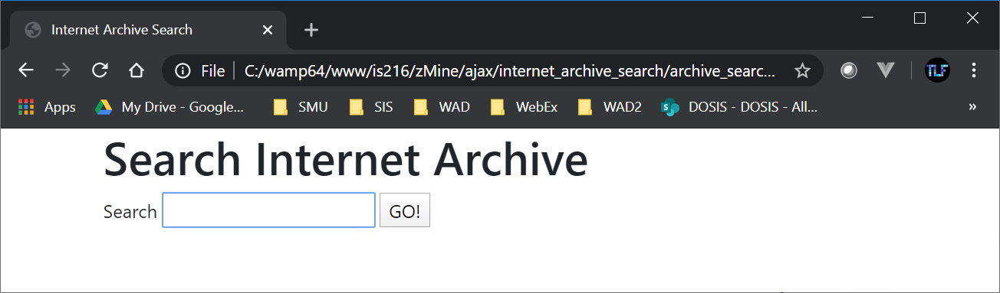 Internet Archive Search
File C:/wamp64/www/is216/zMine/ajax/internet_archive_search/archive_searc...
TLF
Apps My Drive - Google... SMU SIS WAD WebEx WAD2 DOSIS - DOSIS - All... »
Search Internet Archive
Search GO!